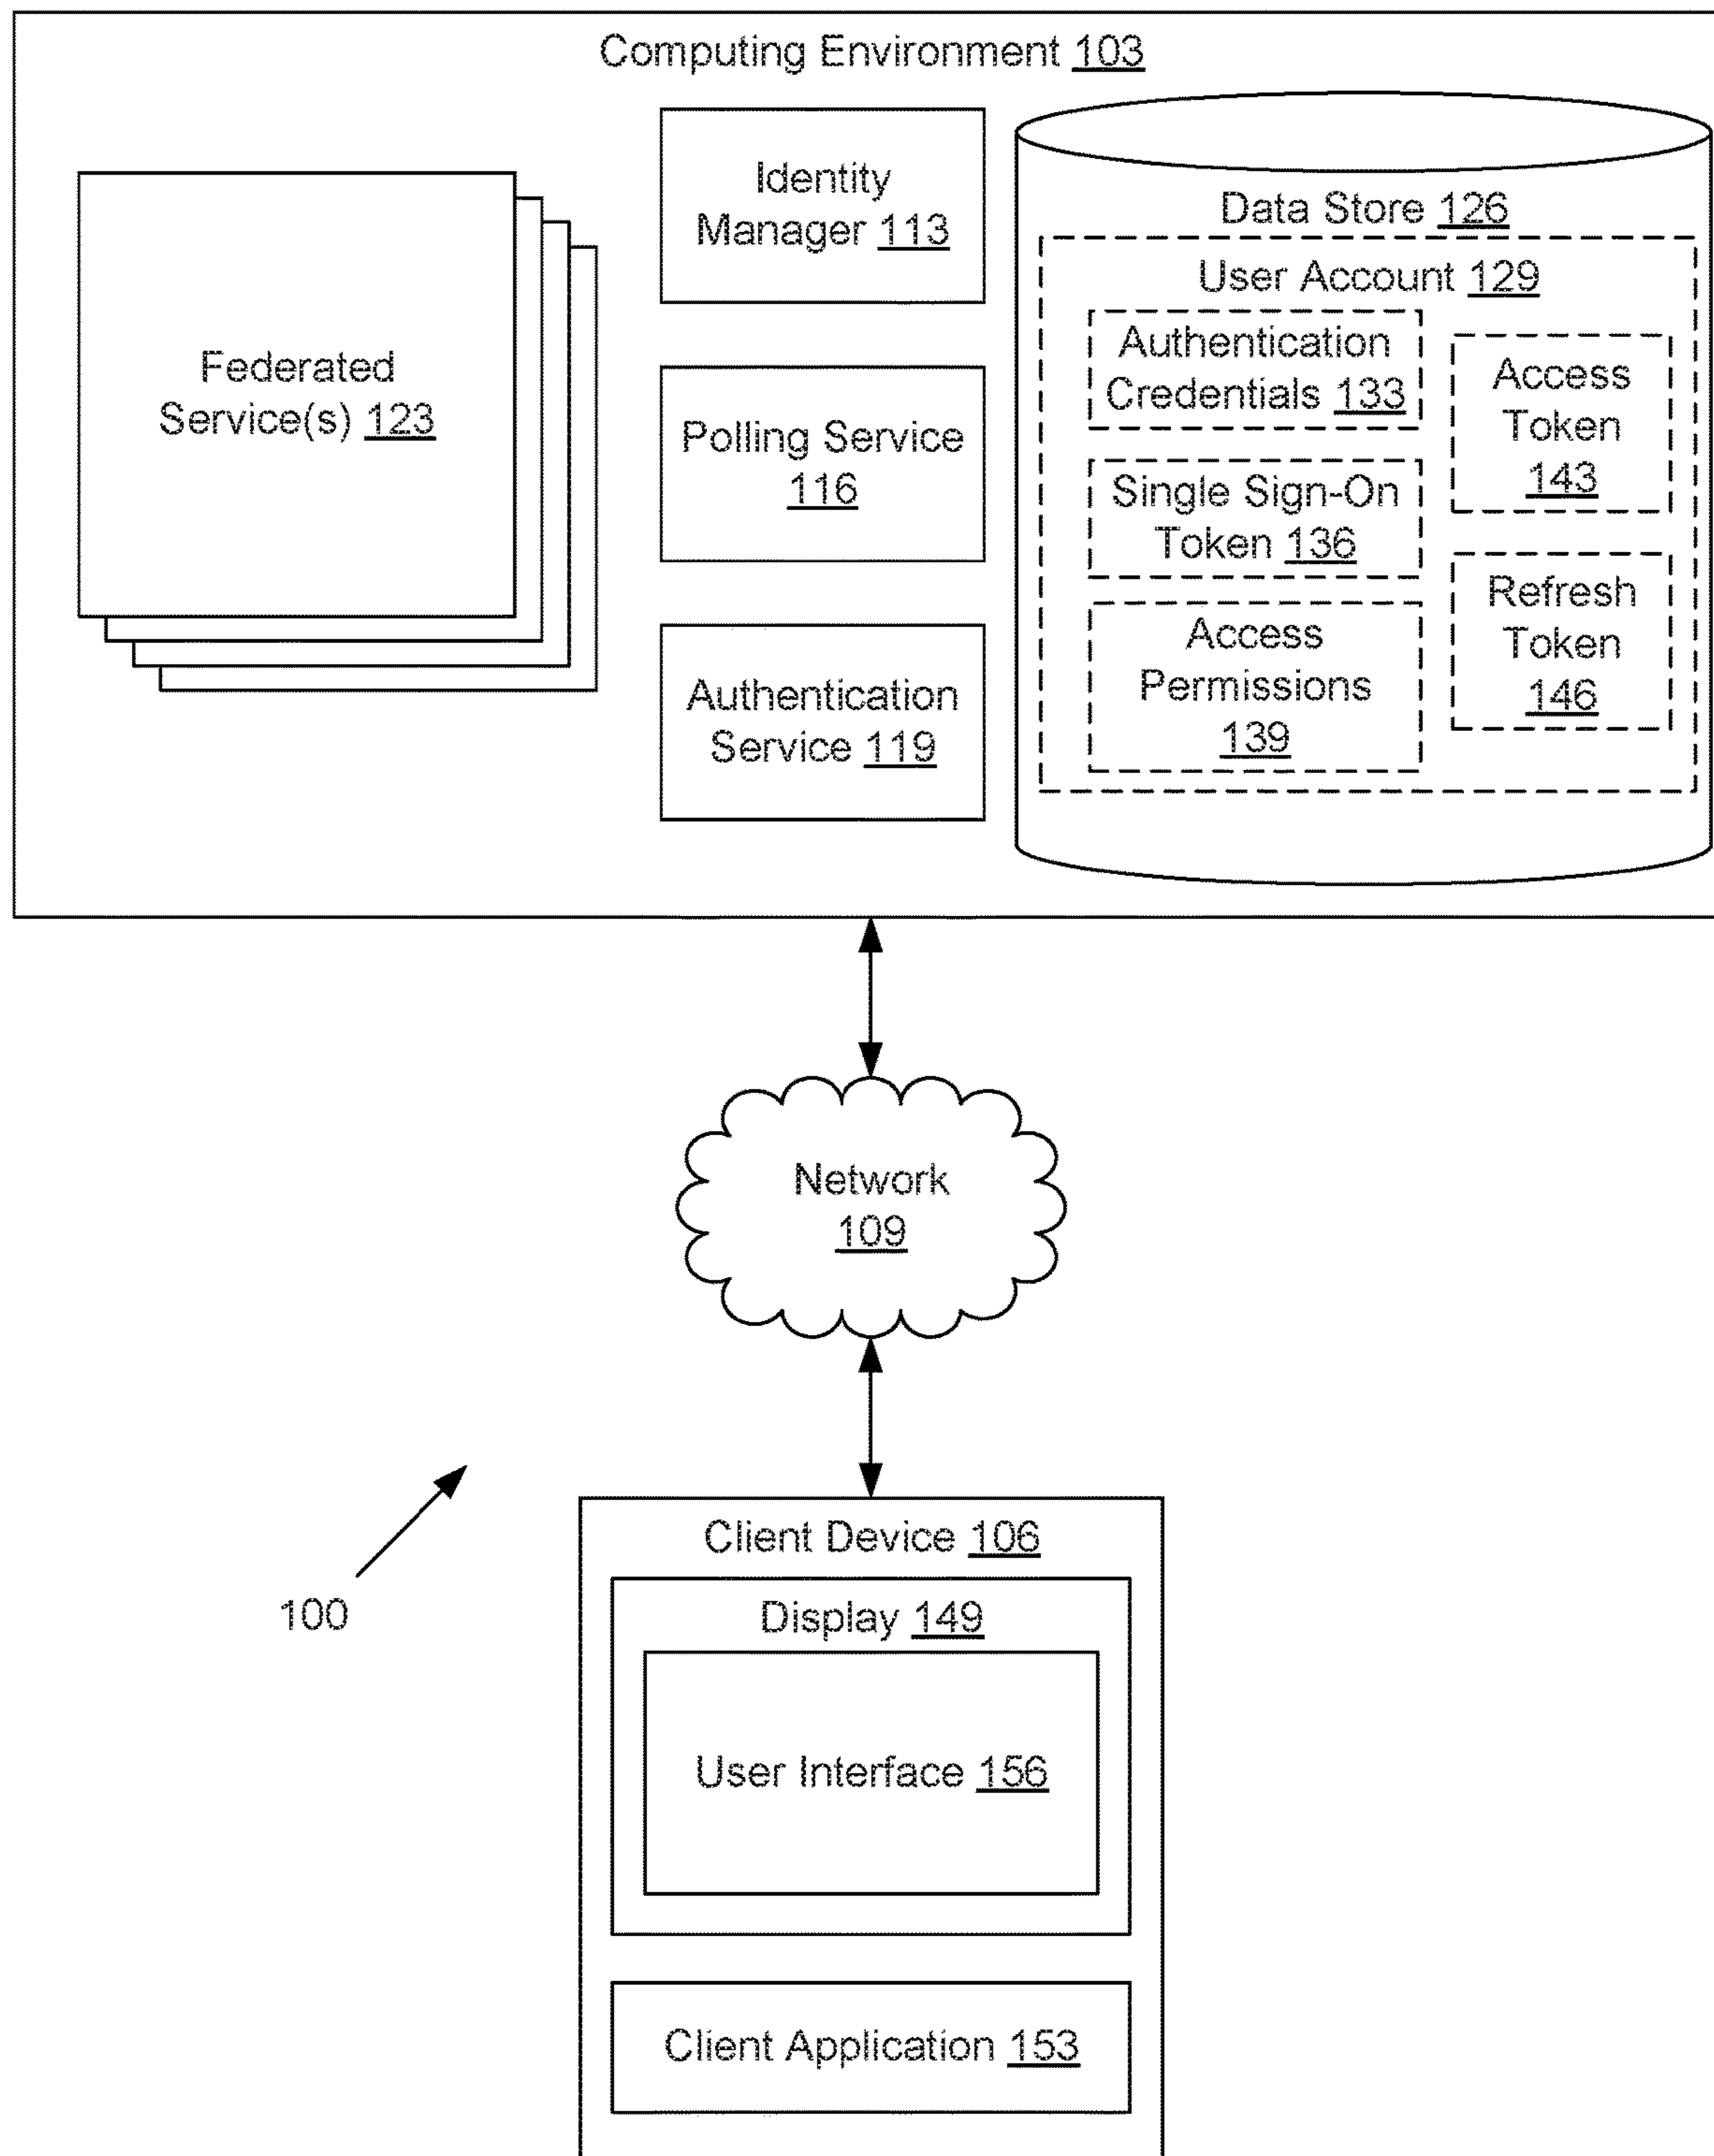 Computing Environment 103
Federated
Service(s) 123
Identity
Manager 113
Polling Service
116
Authentication
Service 119
Data Store 126
User Account 129
Authentication
Credentials 133
Single Sign-On
Token 136
Access
Permissions
139
Access
Token
143
Refresh
Token
146
Network
109
100
Client Device 106
Display 149
User Interface 156
Client Application 153